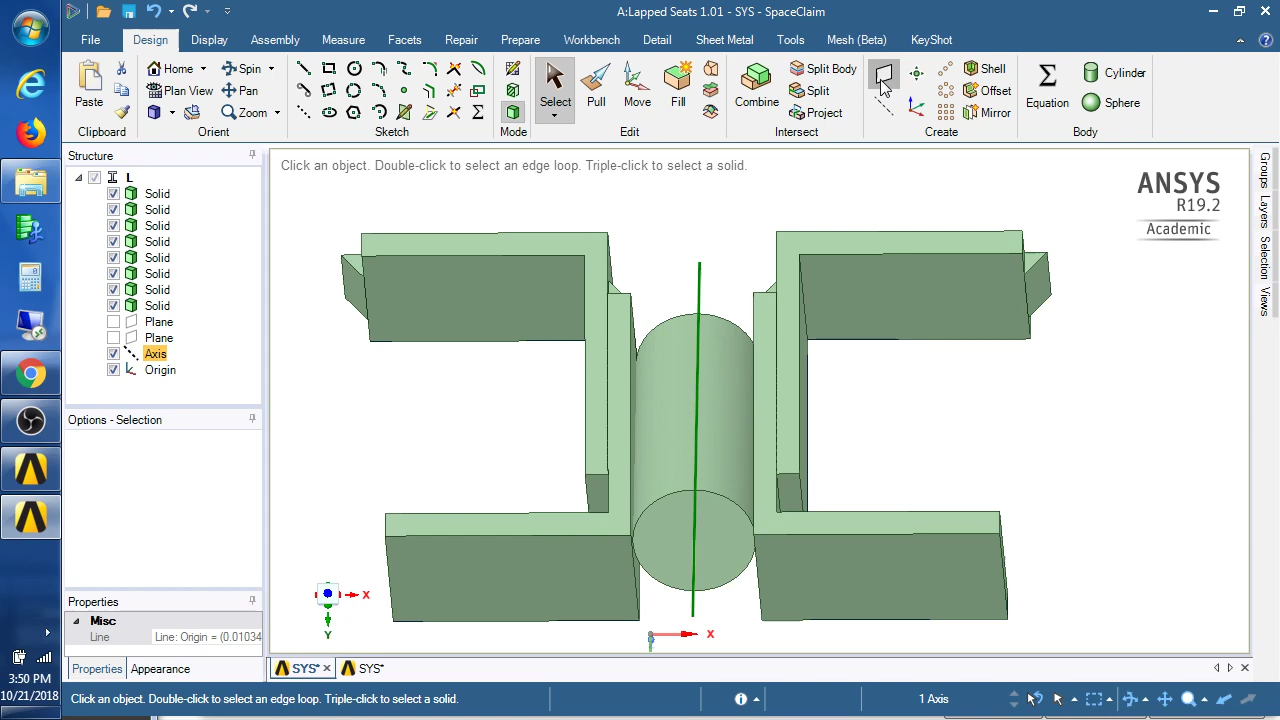 A:Lapped Seats 1.01 - SYS - SpaceClaim
File Design Display Assembly Measure Facets Repair Prepare Workbench Detail Sheet Metal Tools Mesh (Beta) KeyShot
Paste
Clipboard
Home Spin
Plan View Pan
Zoom
Orient
Sketch
Mode
Select Pull Move Fill
Edit
Combine
Split Body
Split
Project
Intersect
Shell
Offset
Mirror
Create
Equation
Cylinder
Sphere
Body
Structure
L
Solid
Solid
Solid
Solid
Solid
Solid
Solid
Solid
Plane
Plane
Axis
Origin
Options - Selection
Properties
Misc
Line Line: Origin = (0.01034
Properties Appearance
Click an object. Double-click to select an edge loop. Triple-click to select a solid.
ANSYS
R19.2
Academic
X
Y
X
Groups
Layers
Selection
Views
SYS* SYS*
Click an object. Double-click to select an edge loop. Triple-click to select a solid.
1 Axis
3:50 PM
10/21/2018